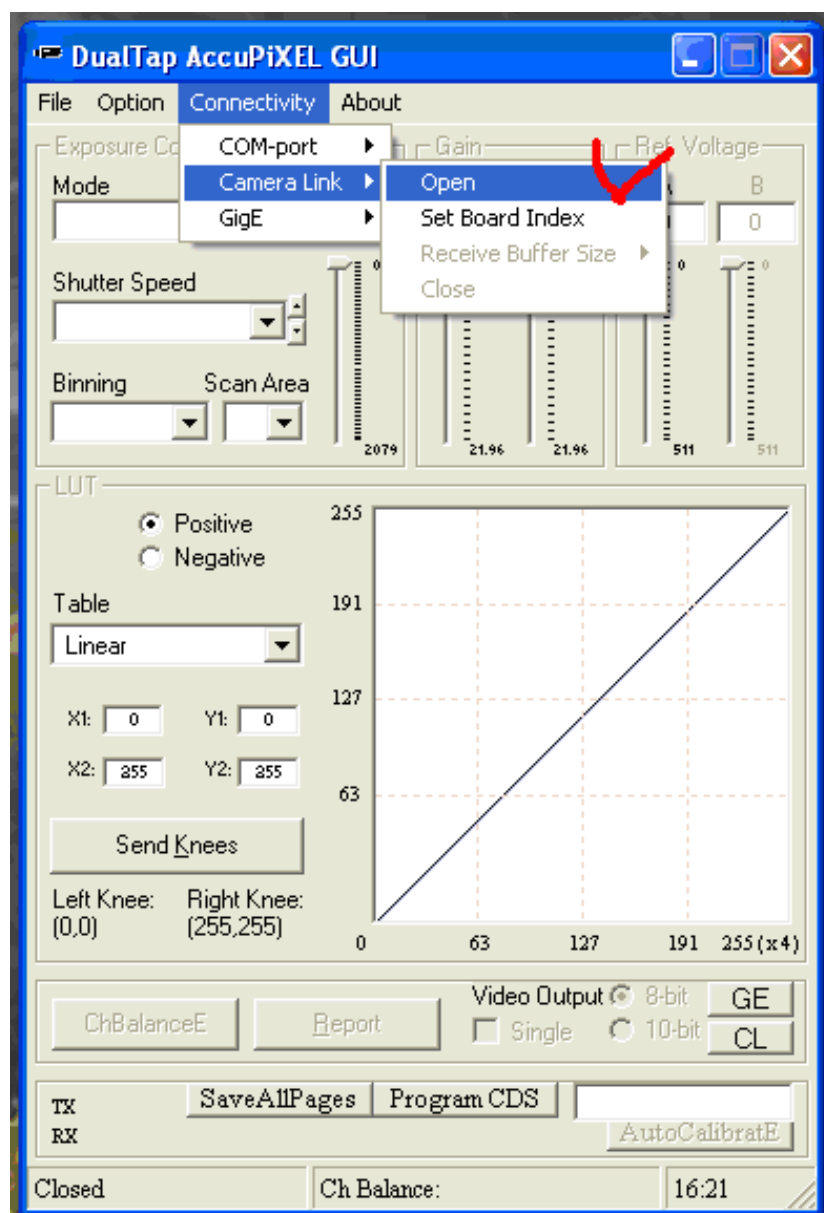 DualTap AccuPiXEL GUI
File Option Connectivity About
Exposure Co
Gain
Ref. Voltage
COM-port
Camera Link
GigE
Open
Set Board Index
Receive Buffer Size
Close
Mode
B
0
Shutter Speed
0 0 0
Binning Scan Area
2079 21.96 21.96 511 511
LUT
Positive
Negative
Table
Linear
X1: 0 Y1: 0
X2: 255 Y2: 255
Send Knees
Left Knee: Right Knee:
(0,0) (255,255)
255
191
127
63
0 63 127 191 255(x4)
ChBalanceE Report
Video Output 8-bit GE
Single 10-bit CL
TX SaveAllPages Program CDS
RX AutoCalibratE
Closed Ch Balance: 16:21